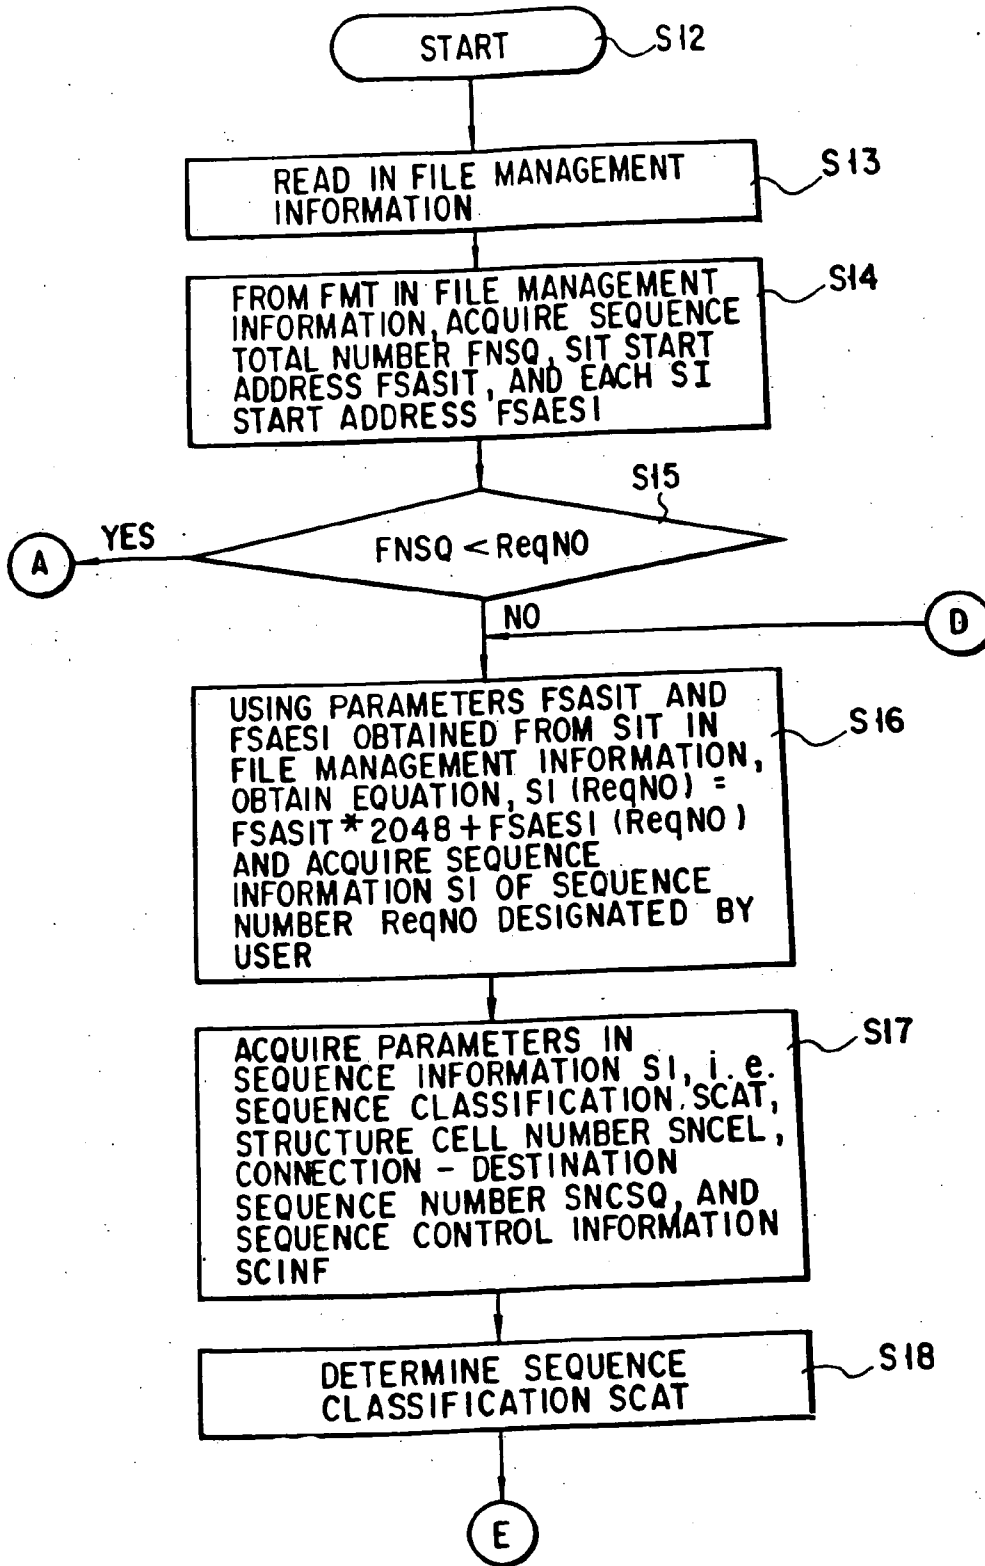 START
S12
READ IN FILE MANAGEMENT
INFORMATION
S13
FROM FMT IN FILE MANAGEMENT
INFORMATION, ACQUIRE SEQUENCE
TOTAL NUMBER FNSQ, SIT START
ADDRESS FSASIT, AND EACH SI
START ADDRESS FSAESI
S14
S15
FNSQ < ReqNO
YES
A
NO
D
USING PARAMETERS FSASIT AND
FSAESI OBTAINED FROM SIT IN
FILE MANAGEMENT INFORMATION,
OBTAIN EQUATION, SI (ReqNO) =
FSASIT * 2048 + FSAESI (ReqNO)
AND ACQUIRE SEQUENCE
INFORMATION SI OF SEQUENCE
NUMBER ReqNO DESIGNATED BY
USER
S16
ACQUIRE PARAMETERS IN
SEQUENCE INFORMATION SI, i.e.
SEQUENCE CLASSIFICATION SCAT,
STRUCTURE CELL NUMBER SNCEL,
CONNECTION - DESTINATION
SEQUENCE NUMBER SNCSQ, AND
SEQUENCE CONTROL INFORMATION
SCINF
S17
DETERMINE SEQUENCE
CLASSIFICATION SCAT
S18
E